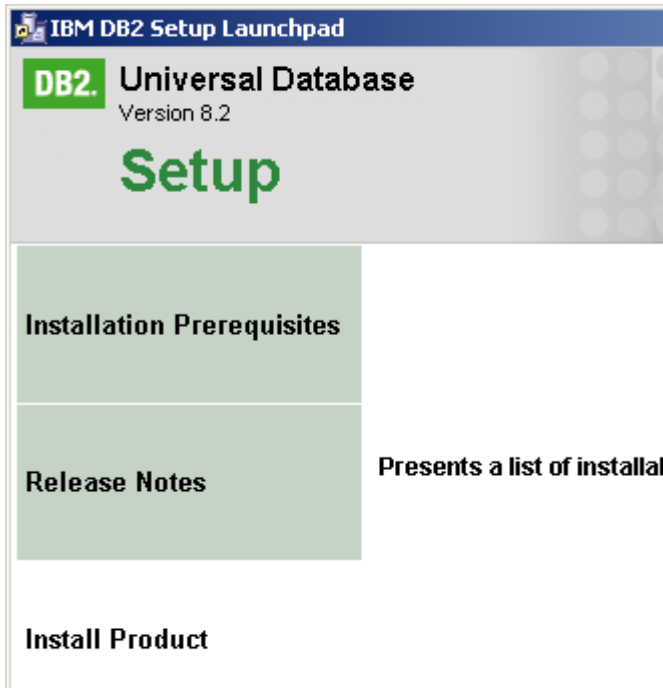 IBM DB2 Setup Launchpad
DB2. Universal Database
Version 8.2
Setup
Installation Prerequisites
Release Notes
Presents a list of
Install Product